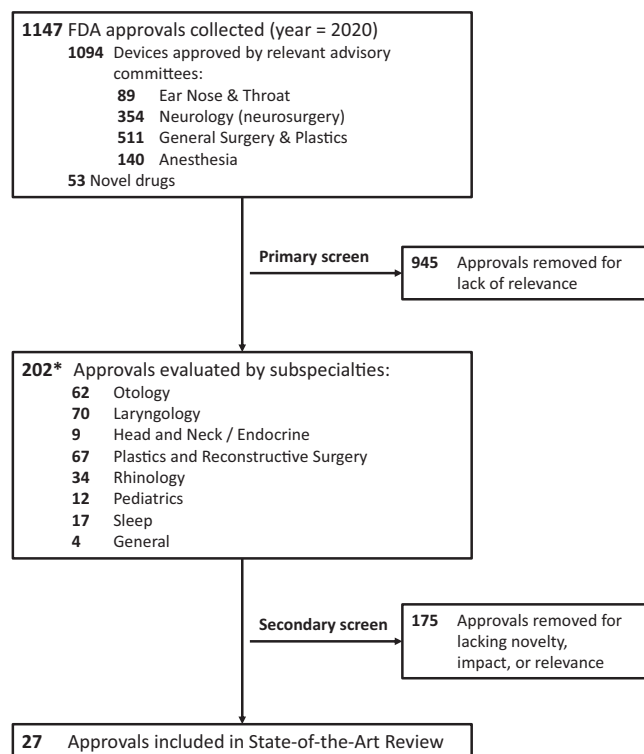 1147 FDA approvals collected (year = 2020)
1094 Devices approved by relevant advisory
committees:
89 Ear Nose & Throat
354 Neurology (neurosurgery)
511 General Surgery & Plastics
140 Anesthesia
53 Novel drugs
Primary screen
945 Approvals removed for
lack of relevance
202* Approvals evaluated by subspecialties:
62 Otology
70 Laryngology
9 Head and Neck / Endocrine
67 Plastics and Reconstructive Surgery
34 Rhinology
12 Pediatrics
17 Sleep
4 General
Secondary screen
175 Approvals removed for
lacking novelty,
impact, or relevance
27 Approvals included in State-of-the-Art Review